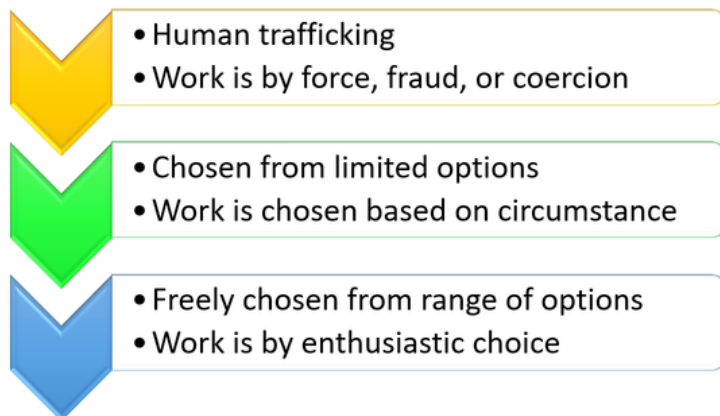 • Human trafficking
• Work is by force, fraud, or coercion
• Chosen from limited options
• Work is chosen based on circumstance
• Freely chosen from range of options
• Work is by enthusiastic choice